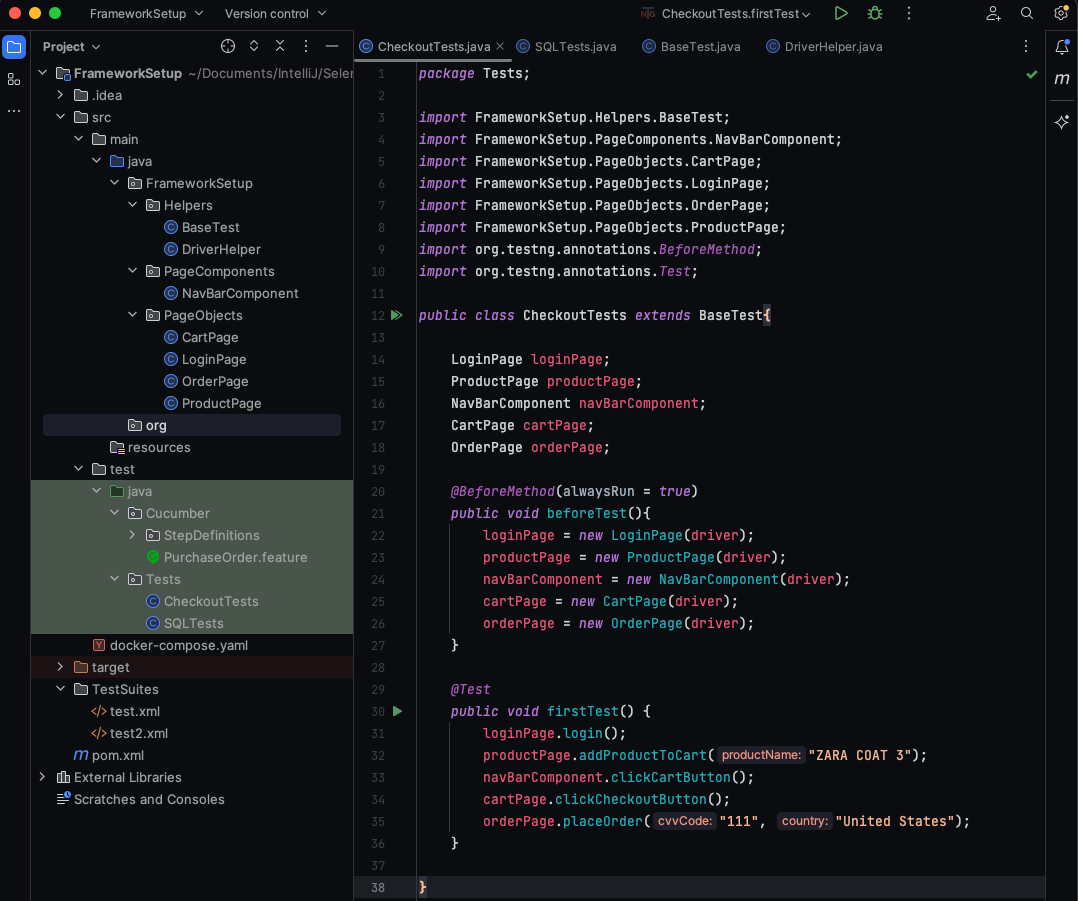 FrameworkSetup Version control CheckoutTests.firstTest
Project
CheckoutTests.java SQLTests.java BaseTest.java DriverHelper.java
FrameworkSetup ~/Documents/IntelliJ/Seler
.idea
src
main
java
FrameworkSetup
Helpers
BaseTest
DriverHelper
PageComponents
NavBarComponent
PageObjects
CartPage
LoginPage
OrderPage
ProductPage
org
resources
test
java
Cucumber
StepDefinitions
PurchaseOrder.feature
Tests
CheckoutTests
SQLTests
docker-compose.yaml
target
TestSuites
test.xml
test2.xml
pom.xml
External Libraries
Scratches and Consoles
1 package Tests;
2
3 import FrameworkSetup.Helpers.BaseTest;
4 import FrameworkSetup.PageComponents.NavBarComponent;
5 import FrameworkSetup.PageObjects.CartPage;
6 import FrameworkSetup.PageObjects.LoginPage;
7 import FrameworkSetup.PageObjects.OrderPage;
8 import FrameworkSetup.PageObjects.ProductPage;
9 import org.testng.annotations.BeforeMethod;
10 import org.testng.annotations.Test;
11
12 public class CheckoutTests extends BaseTest{
13
14 LoginPage loginPage;
15 ProductPage productPage;
16 NavBarComponent navBarComponent;
17 CartPage cartPage;
18 OrderPage orderPage;
19
20 @BeforeMethod(alwaysRun = true)
21 public void beforeTest(){
22 loginPage = new LoginPage(driver);
23 productPage = new ProductPage(driver);
24 navBarComponent = new NavBarComponent(driver);
25 cartPage = new CartPage(driver);
26 orderPage = new OrderPage(driver);
27 }
28
29 @Test
30 public void firstTest() {
31 loginPage.login();
32 productPage.addProductToCart( productName: "ZARA COAT 3");
33 navBarComponent.clickCartButton();
34 cartPage.clickCheckoutButton();
35 orderPage.placeOrder( cvvCode: "111", country: "United States");
36 }
37
38 }